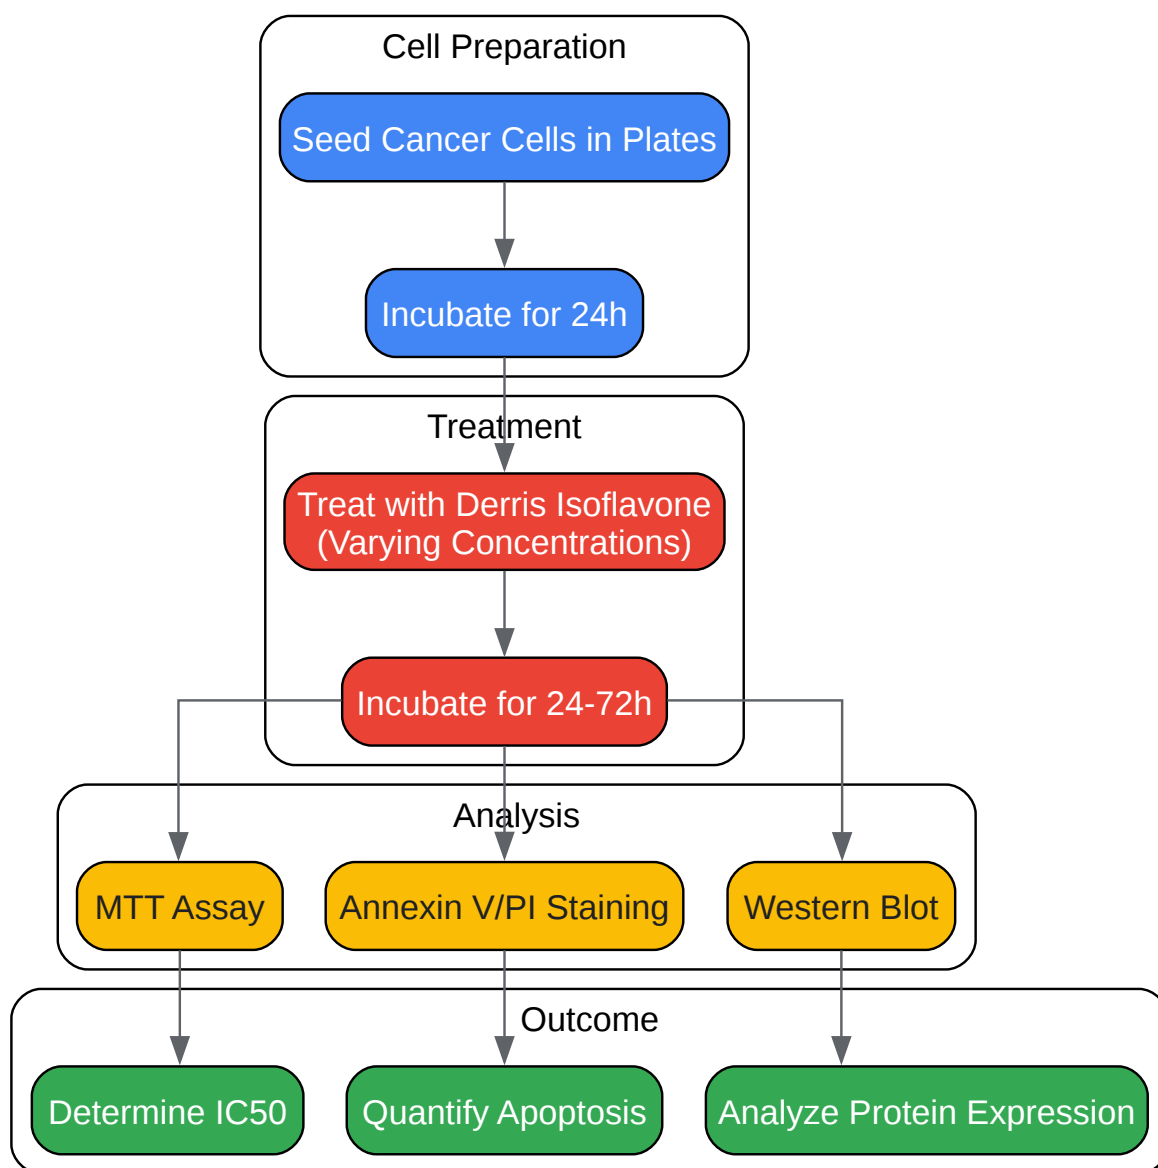 Cell Preparation
Seed Cancer Cells in Plates
Incubate for 24h
Treatment
Treat with Derris Isoflavone
(Varying Concentrations)
Incubate for 24-72h
Analysis
MTT Assay
Annexin V/PI Staining
Western Blot
Outcome
Determine IC50
Quantify Apoptosis
Analyze Protein Expression